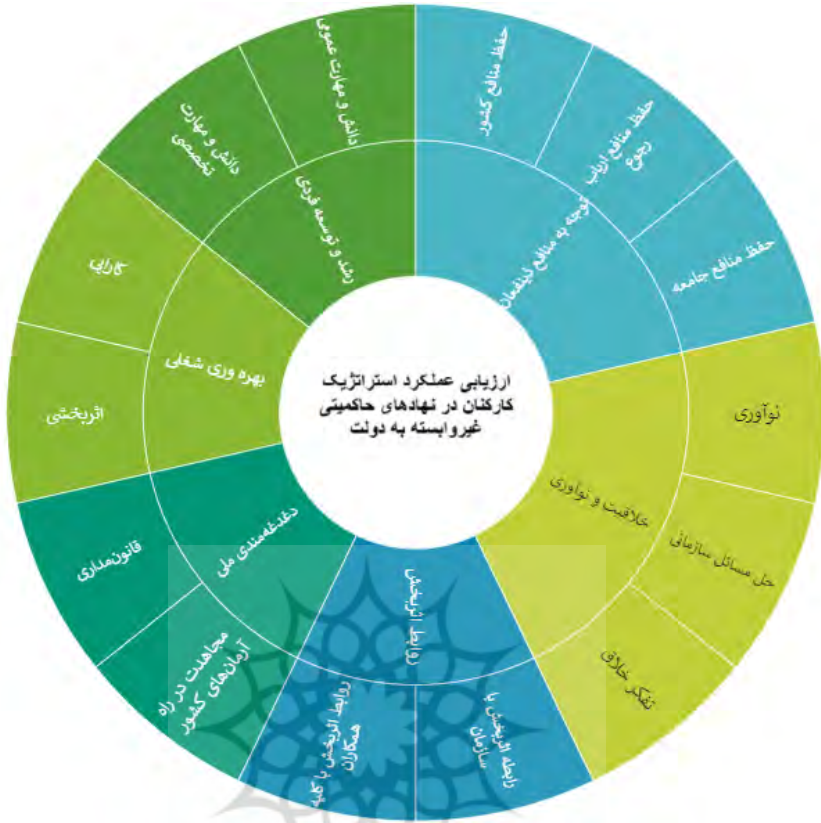 ارزیابی عملکرد استراتژیک
کارکنان در نهادهای حاکمیتی
غیروابسته به دولت
توجه به منافع ذینفعان
حفظ منافع کشور
حفظ منافع ارباب
رجوع
حفظ منافع جامعه
خلاقیت و نوآوری
نوآوری
حل مسائل سازمانی
تفکر خلاق
روابط اثربخش
رابطه اثربخش با
سازمان
روابط اثربخش با کلیه
همکاران
دغدغه‌مندی ملی
مجاهدت در راه
آرمان‌های کشور
قانون‌مداری
بهره وری شغلی
اثربخشی
کارایی
رشد و توسعه فردی
دانش و مهارت
تخصصی
دانش و مهارت عمومی